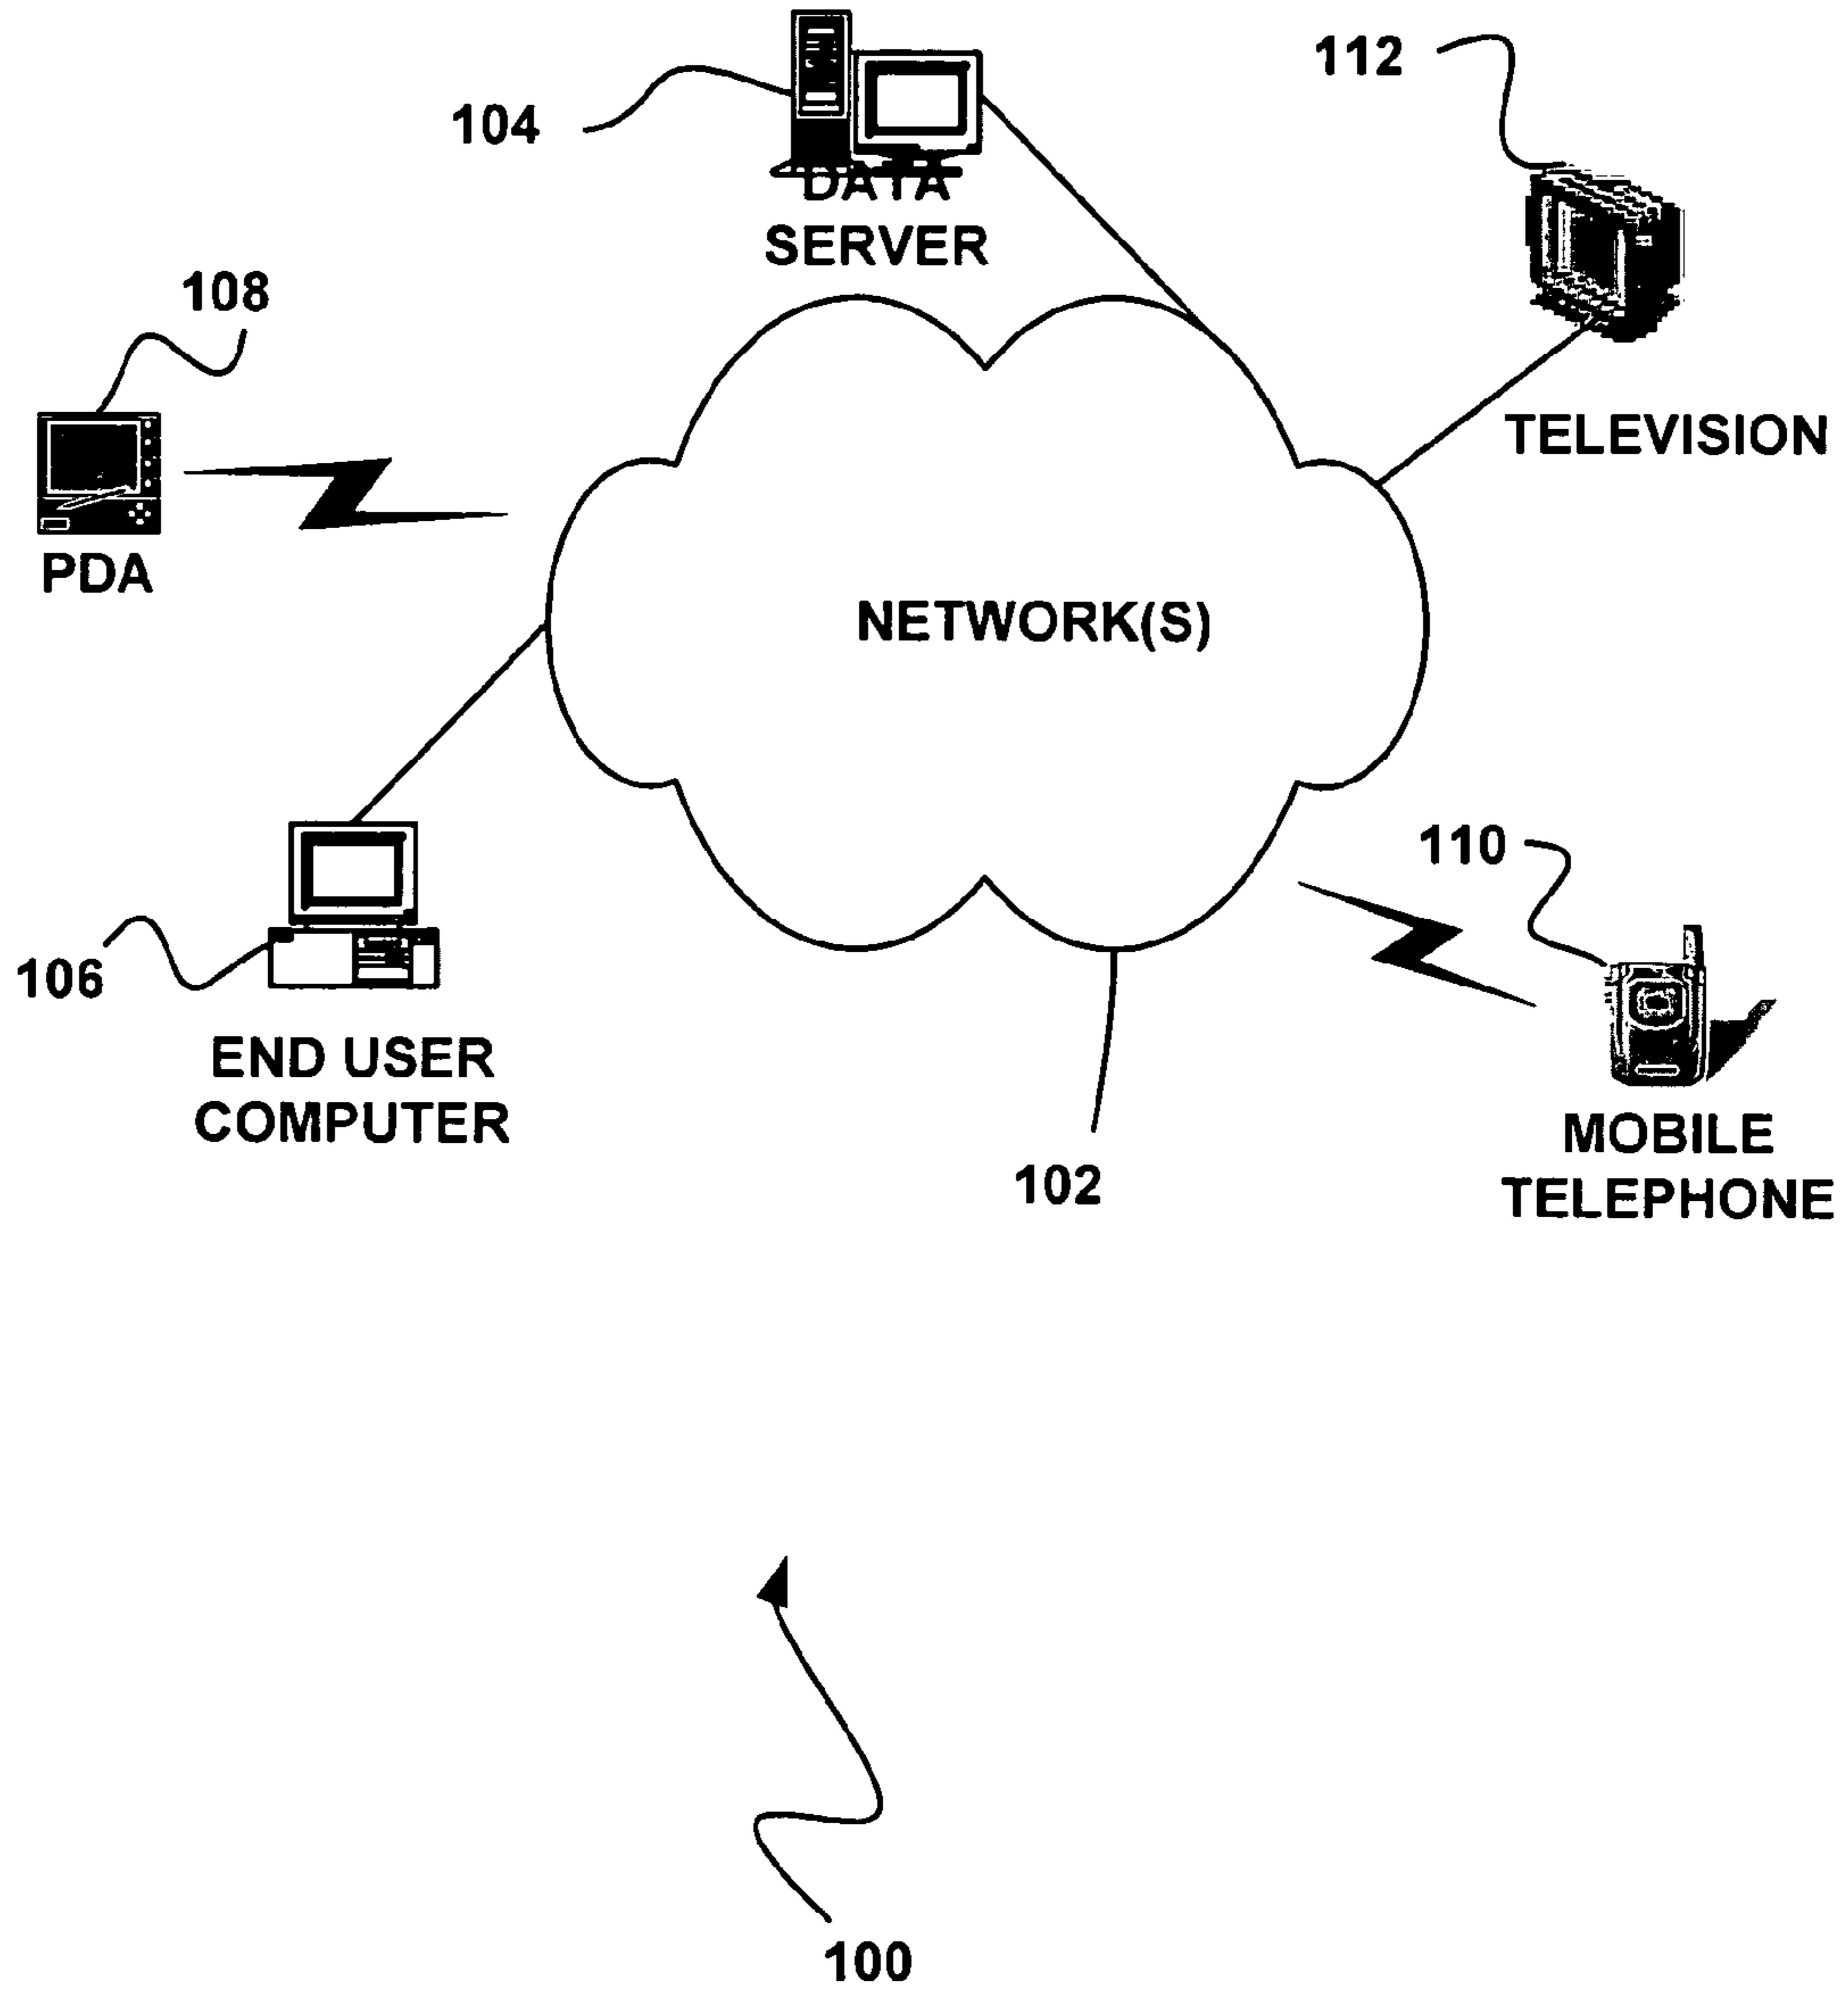 112
104
DATA
SERVER
108
TELEVISION
PDA
NETWORK(S)
110
106
END USER
COMPUTER
MOBILE
TELEPHONE
102
100